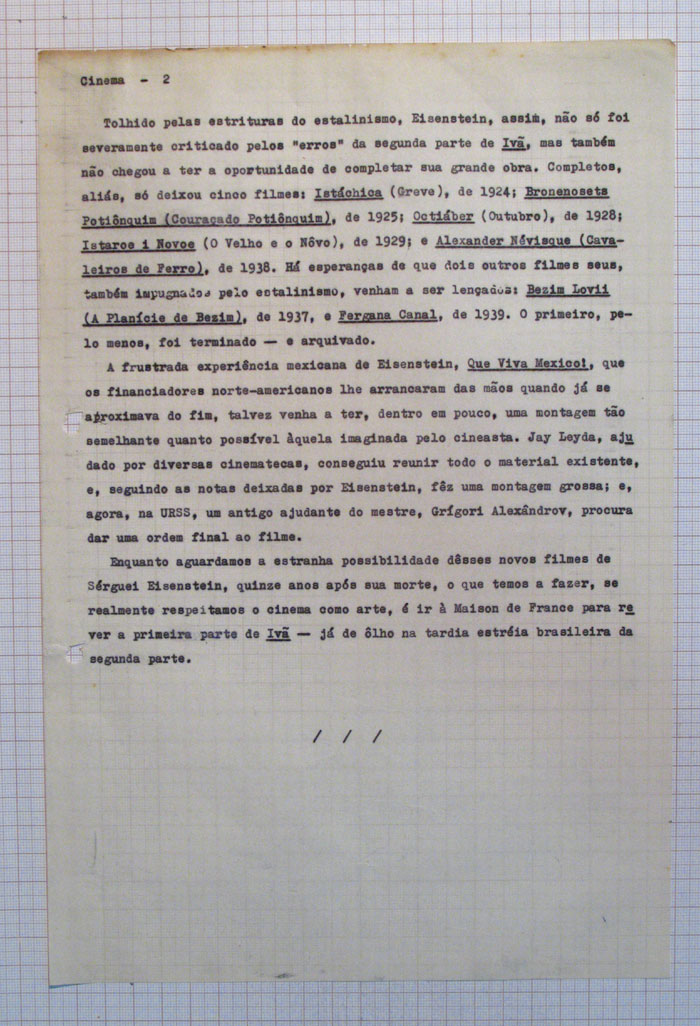 Cinema - 2
Tolhido pelas estrituras do estalinismo, Eisenstein, assim, não só foi
severamente criticado pelos "erros" da segunda parte de Ivã, mas também
não chegou a ter a oportunidade de completar sua grande obra. Completos,
aliás, só deixou cinco filmes: Istáchica (Greve), de 1924; Bronenosets
Potiônquim (Couraçado Potiônquim), de 1925; Octiáber (Outubro), de 1928;
Istaroe i Novoe (O Velho e o Nôvo), de 1929; e Alexander Névisque (Cava-
leiros de Ferro), de 1938. Há esperanças de que dois outros filmes seus,
também impugnados pelo estalinismo, venham a ser lençados: Bezim Lovii
(A Planície de Bezim), de 1937, e Fergana Canal, de 1939. O primeiro, pe-
lo menos, foi terminado — e arquivado.
A frustrada experiência mexicana de Eisenstein, Que Viva Mexico!, que
os financiadores norte-americanos lhe arrancaram das mãos quando já se
aproximava do fim, talvez venha a ter, dentro em pouco, uma montagem tão
semelhante quanto possível àquela imaginada pelo cineasta. Jay Leyda, aju
dado por diversas cinematecas, conseguiu reunir todo o material existente,
e, seguindo as notas deixadas por Eisenstein, fêz uma montagem grossa; e,
agora, na URSS, um antigo ajudante do mestre, Grígori Alexândrov, procura
dar uma ordem final ao filme.
Enquanto aguardamos a estranha possibilidade dêsses novos filmes de
Sérguei Eisenstein, quinze anos após sua morte, o que temos a fazer, se
realmente respeitamos o cinema como arte, é ir à Maison de France para re
ver a primeira parte de Ivã — já de ôlho na tardia estréia brasileira da
segunda parte.
/ / /